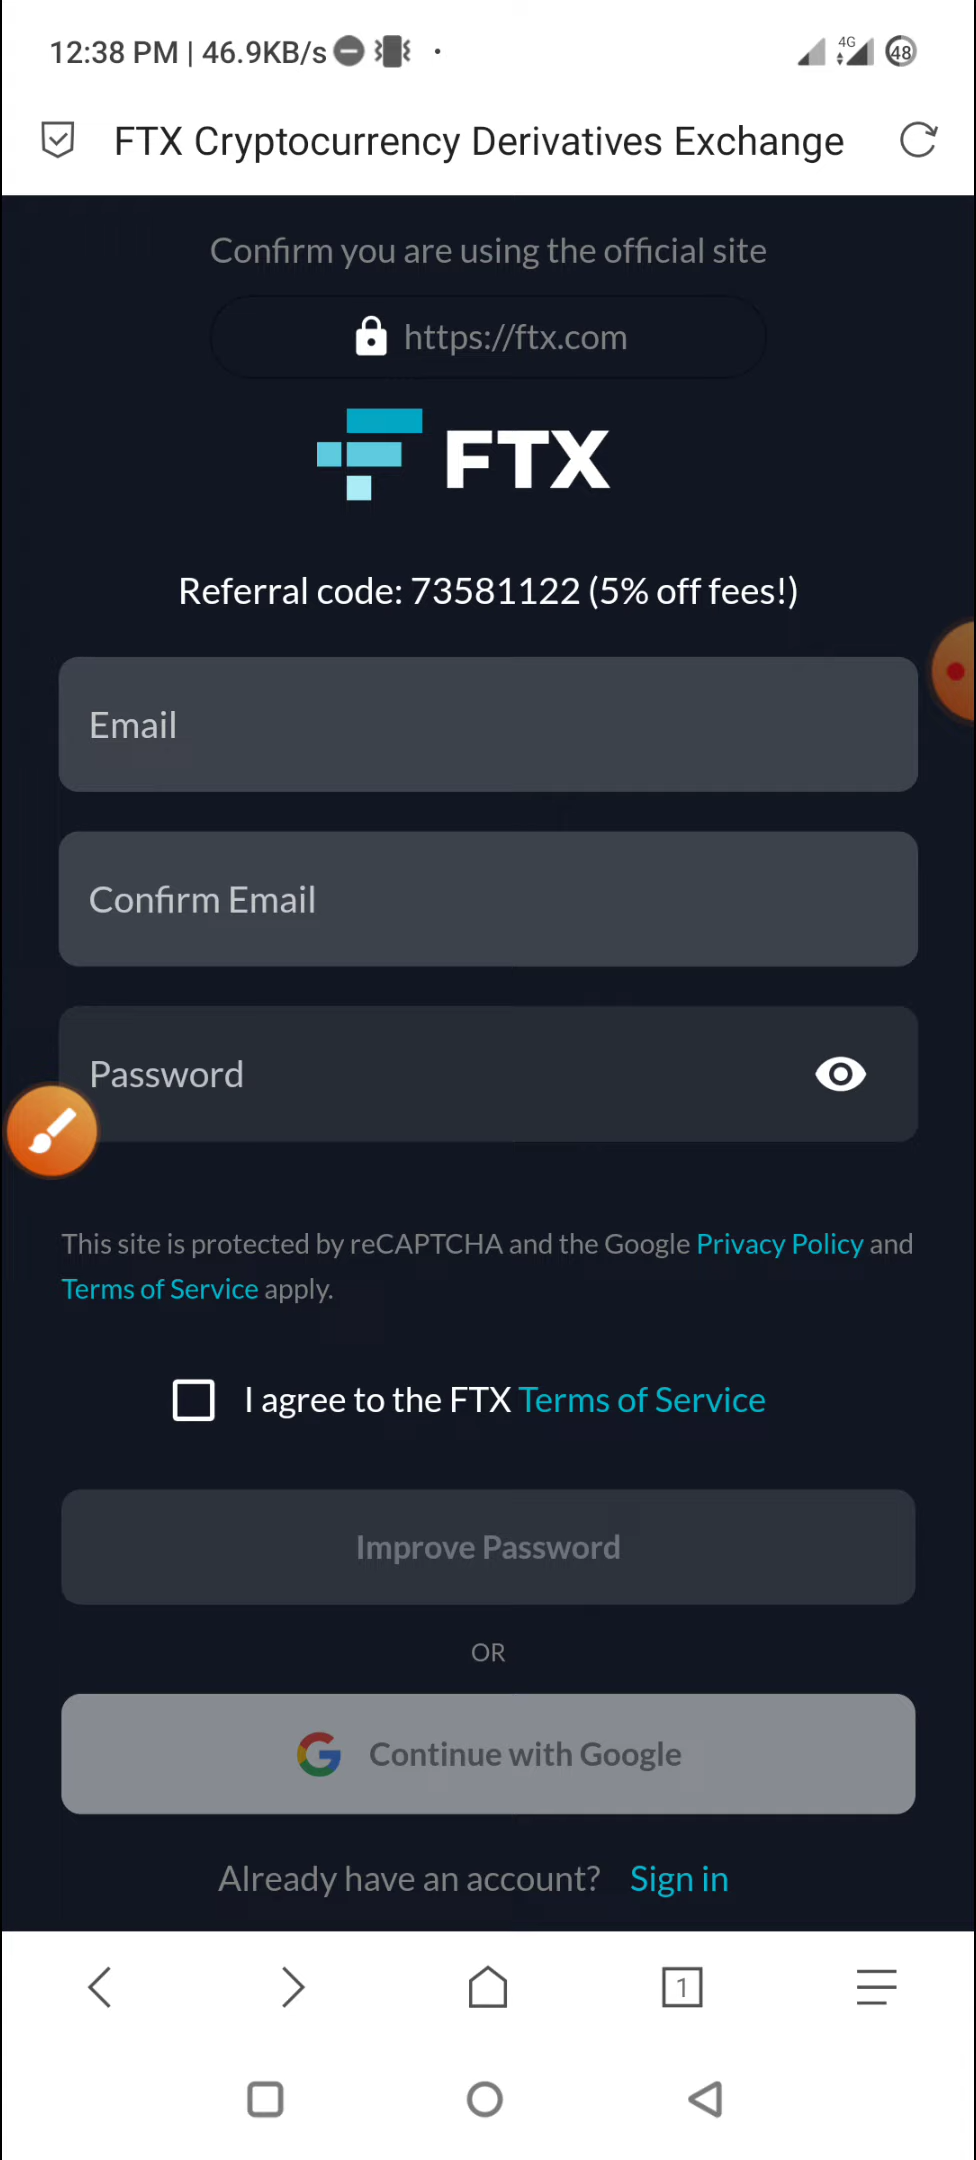 12:38 PM | 46.9KB/s
4G
48
FTX Cryptocurrency Derivatives Exchange
Confirm you are using the official site
https://ftx.com
FTX
Referral code: 73581122 (5% off fees!)
Email
Confirm Email
Password
This site is protected by reCAPTCHA and the Google Privacy Policy and
Terms of Service apply.
I agree to the FTX Terms of Service
Improve Password
OR
Continue with Google
Already have an account? Sign in
1